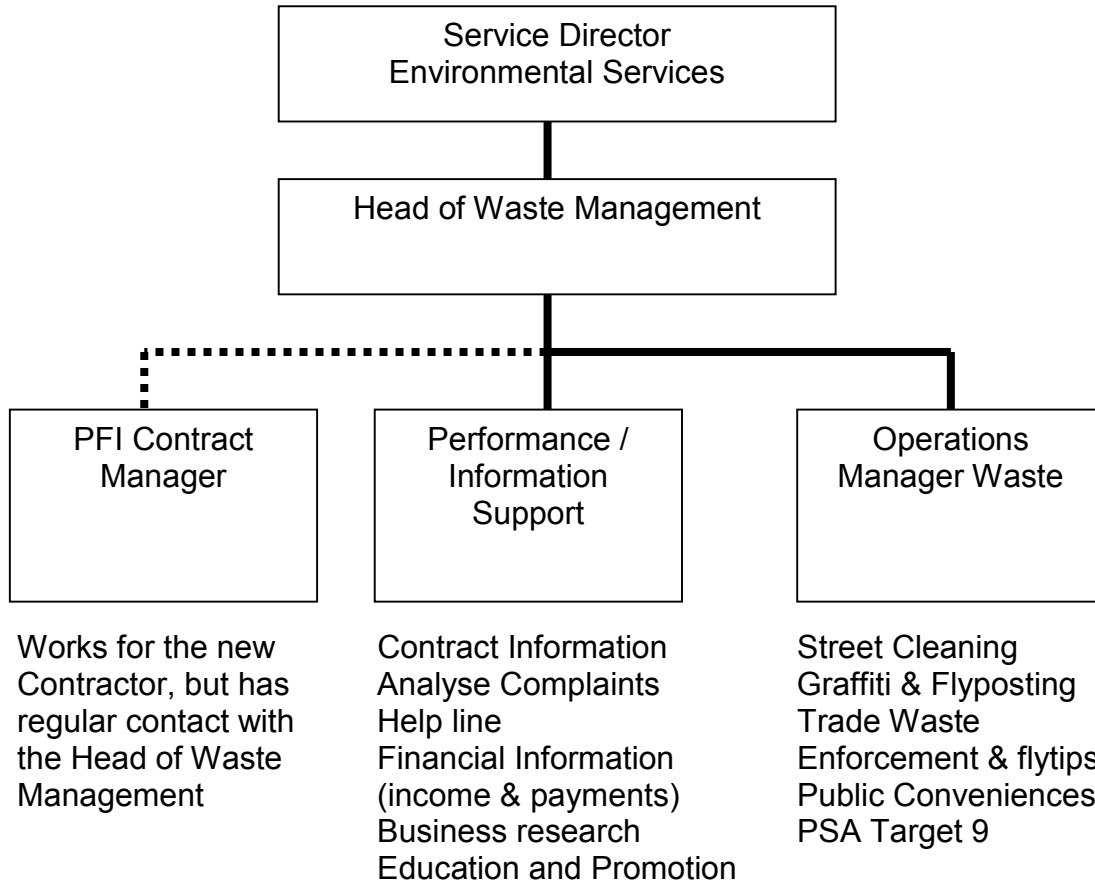 Service Director
Environmental Services
Head of Waste Management
PFI Contract
Manager
Performance /
Information
Support
Operations
Manager Waste
Works for the new
Contractor, but has
regular contact with
the Head of Waste
Management
Contract Information
Analyse Complaints
Help line
Financial Information
(income & payments)
Business research
Education and Promotion
Street Cleaning
Graffiti & Flyposting
Trade Waste
Enforcement & flytips
Public Conveniences
PSA Target 9